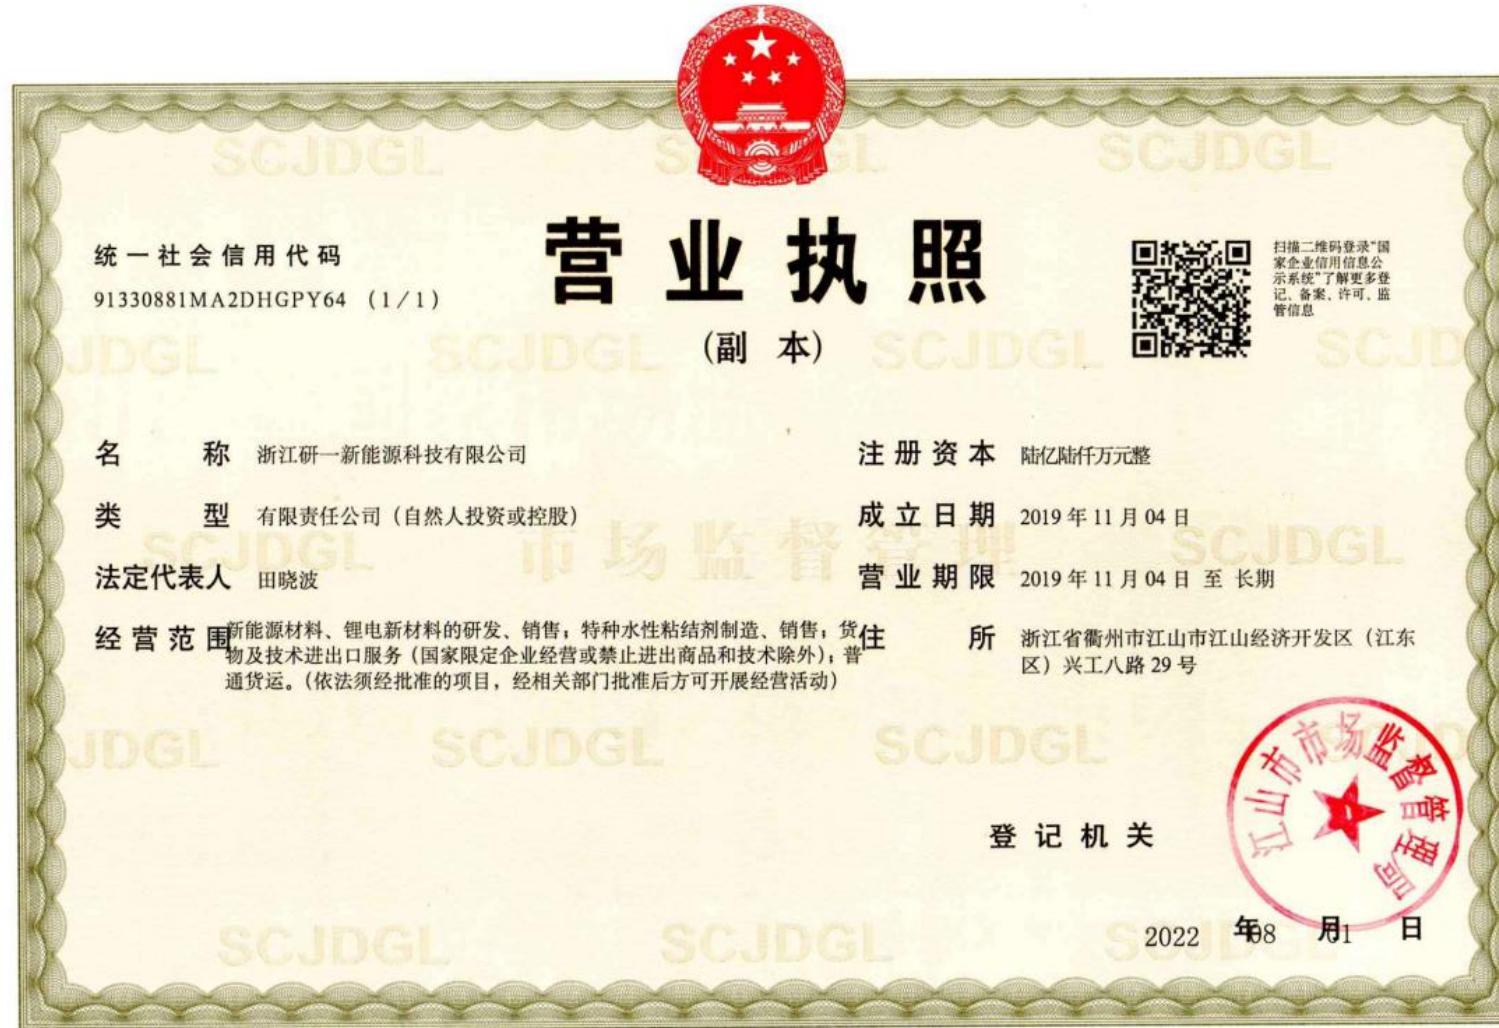 营业执照
(副 本)
统一社会信用代码
91330881MA2DHGPY64 (1/1)
扫描二维码登录“国
家企业信用信息公
示系统”了解更多登
记、备案、许可、监
管信息
名 称 浙江研一新能源科技有限公司
类 型 有限责任公司（自然人投资或控股）
法定代表人 田晓波
经营范围 新能源材料、锂电新材料的研发、销售；特种水性粘结剂制造、销售；货
物及技术进出口服务（国家限定企业经营或禁止进出商品和技术除外）；普
通货运。（依法须经批准的项目，经相关部门批准后方可开展经营活动）
注册资本 陆亿陆仟万元整
成立日期 2019年11月04日
营业期限 2019年11月04日 至 长期
住 所 浙江省衢州市江山市江山经济开发区（江东
区）兴工八路29号
登记机关
江山市市场监督管理局
2022 年08 月01 日
SCJDGL
市场监督管理